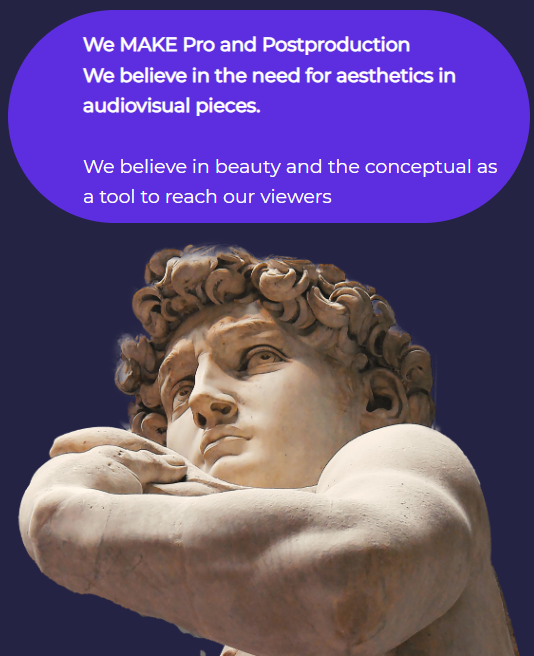 We MAKE Pro and Postproduction
We believe in the need for aesthetics in
audiovisual pieces.
We believe in beauty and the conceptual as
a tool to reach our viewers